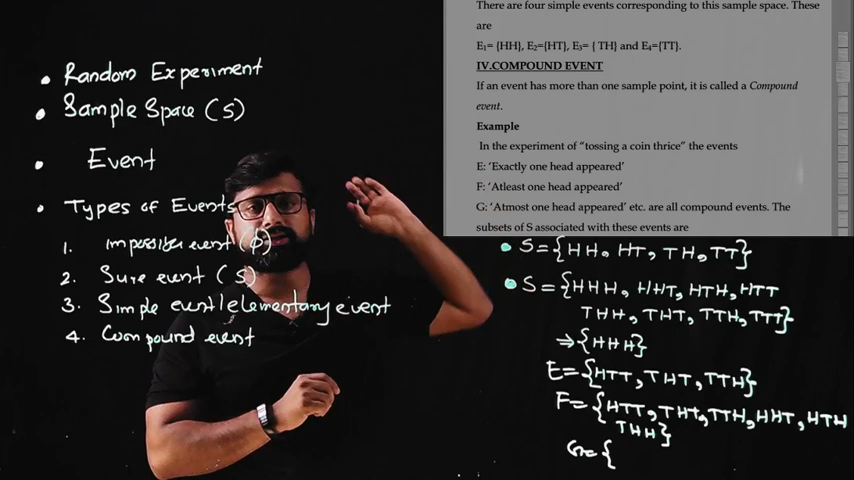 There are four simple events corresponding to this sample space. These
are
E₁= {HH}, E₂={HT}, E₃= { TH} and E₄={TT}.
IV.COMPOUND EVENT
If an event has more than one sample point, it is called a Compound
event.
Example
In the experiment of “tossing a coin thrice” the events
E: ‘Exactly one head appeared’
F: ‘Atleast one head appeared’
G: ‘Atmost one head appeared’ etc. are all compound events. The
subsets of S associated with these events are
• Random Experiment
• Sample Space (S)
• Event
• Types of Events
1. Impossible event (ϕ)
2. Sure event (S)
3. Simple event/elementary event
4. Compound event
• S={HH, HT, TH, TT}
• S={HHH, HHT, HTH, HTT
THH, THT, TTH, TTT}
⇒{HHH}
E={HTT, THT, TTH}
F={HTT, THT, TTH, HHT, HTH
THH}
G={